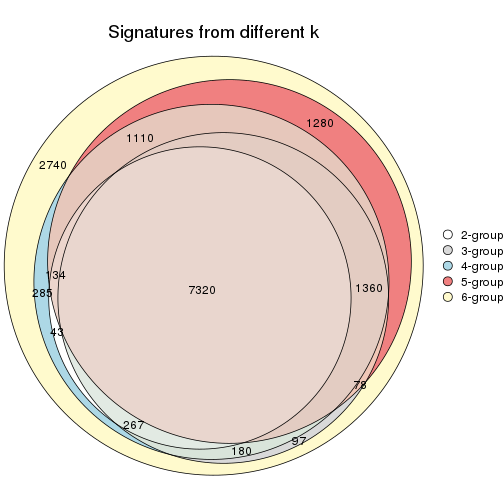 Signatures from different k
1280
1110
2740
134
7320
1360
285
43
78
267
97
180
2-group
3-group
4-group
5-group
6-group